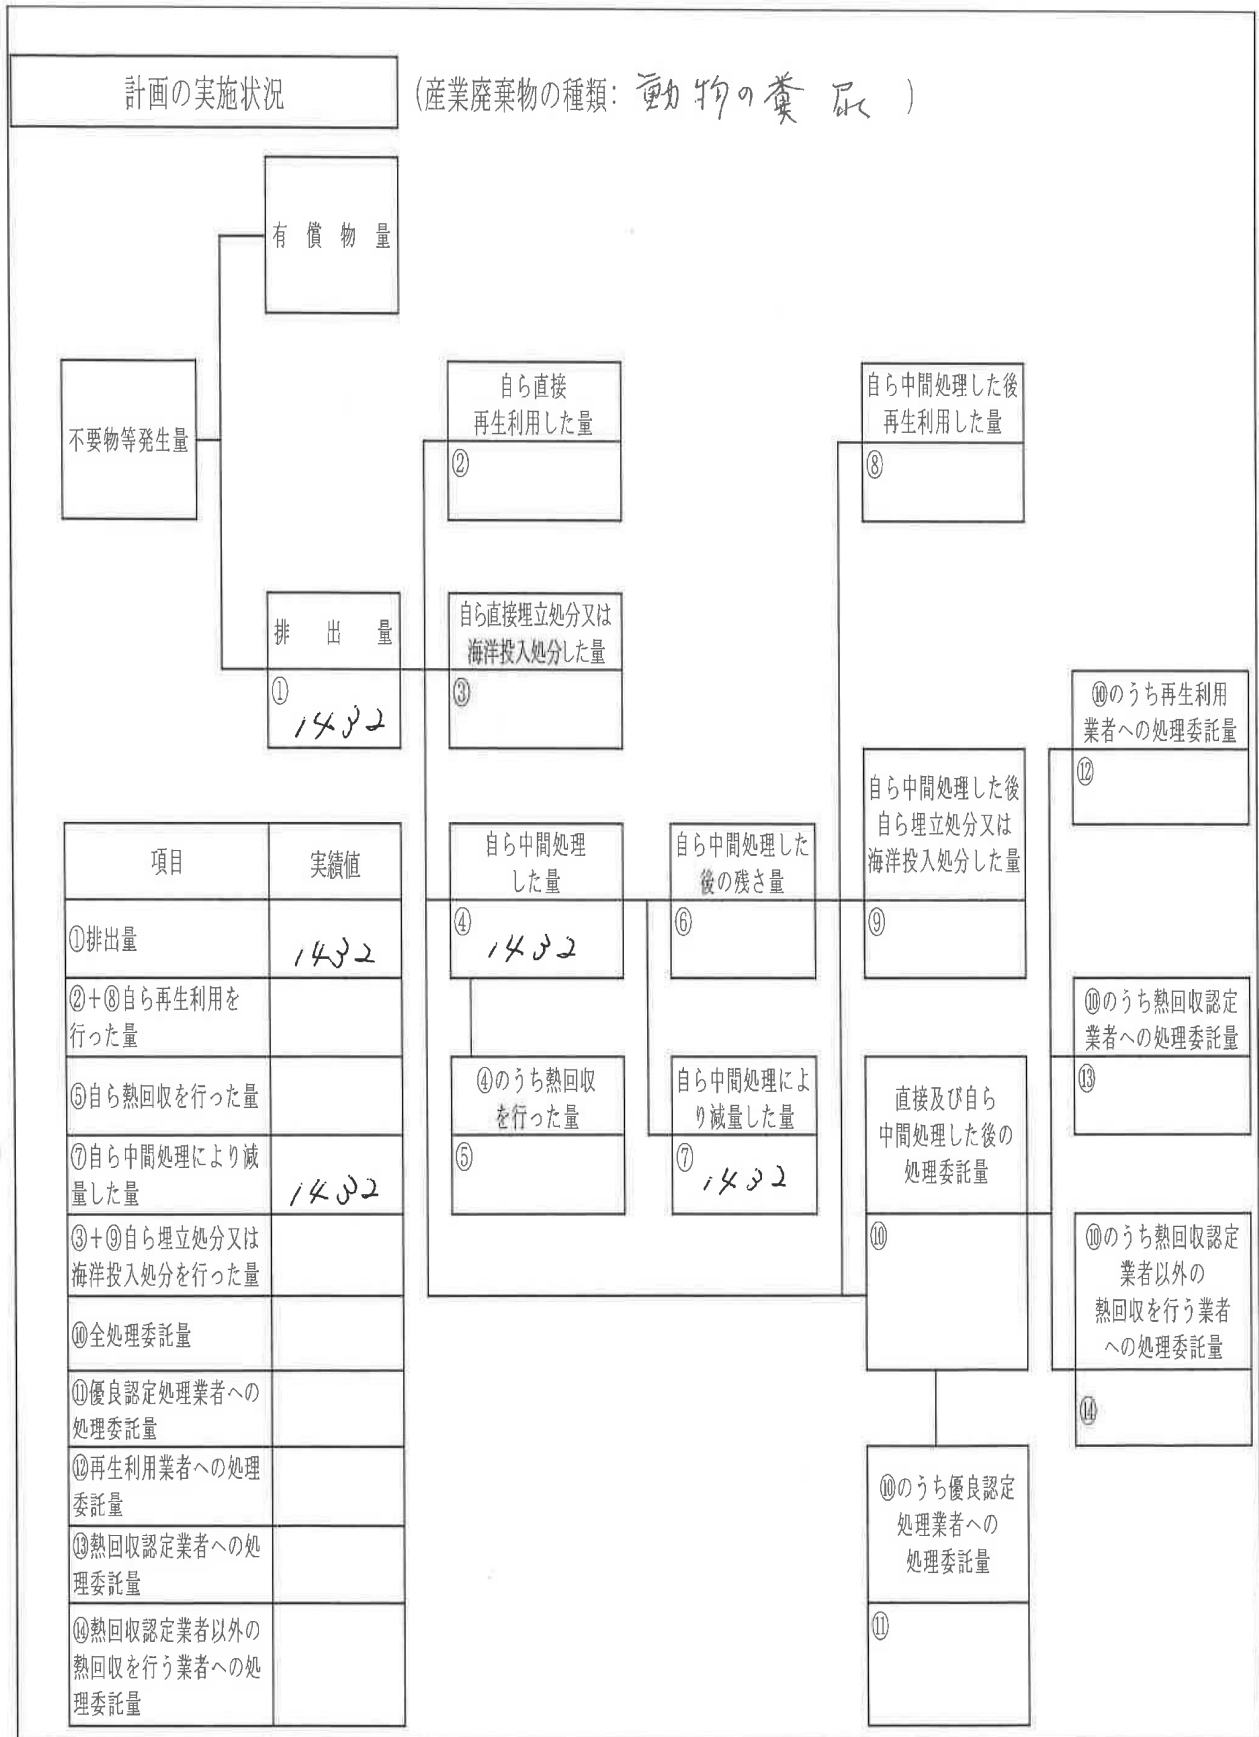 計画の実施状況 (産業廃棄物の種類: 動物の糞尿 )
有償物量
不要物等発生量
自ら直接
再生利用した量
②
自ら中間処理した後
再生利用した量
⑧
排出量
① 1432
自ら直接埋立処分又は
海洋投入処分した量
③
⑩のうち再生利用
業者への処理委託量
⑫
自ら中間処理した後
自ら埋立処分又は
海洋投入処分した量
⑨
自ら中間処理
した量
④ 1432
自ら中間処理した
後の残さ量
⑥
④のうち熱回収
を行った量
⑤
自ら中間処理によ
り減量した量
⑦ 1432
直接及び自ら
中間処理した後の
処理委託量
⑩
⑩のうち熱回収認定
業者への処理委託量
⑬
⑩のうち熱回収認定
業者以外の
熱回収を行う業者
への処理委託量
⑭
⑩のうち優良認定
処理業者への
処理委託量
⑪
項目 実績値
①排出量 1432
②+⑧自ら再生利用を
行った量
⑤自ら熱回収を行った量
⑦自ら中間処理により減
量した量 1432
③+⑨自ら埋立処分又は
海洋投入処分を行った量
⑩全処理委託量
⑪優良認定処理業者への
処理委託量
⑫再生利用業者への処理
委託量
⑬熱回収認定業者への処
理委託量
⑭熱回収認定業者以外の
熱回収を行う業者への処
理委託量